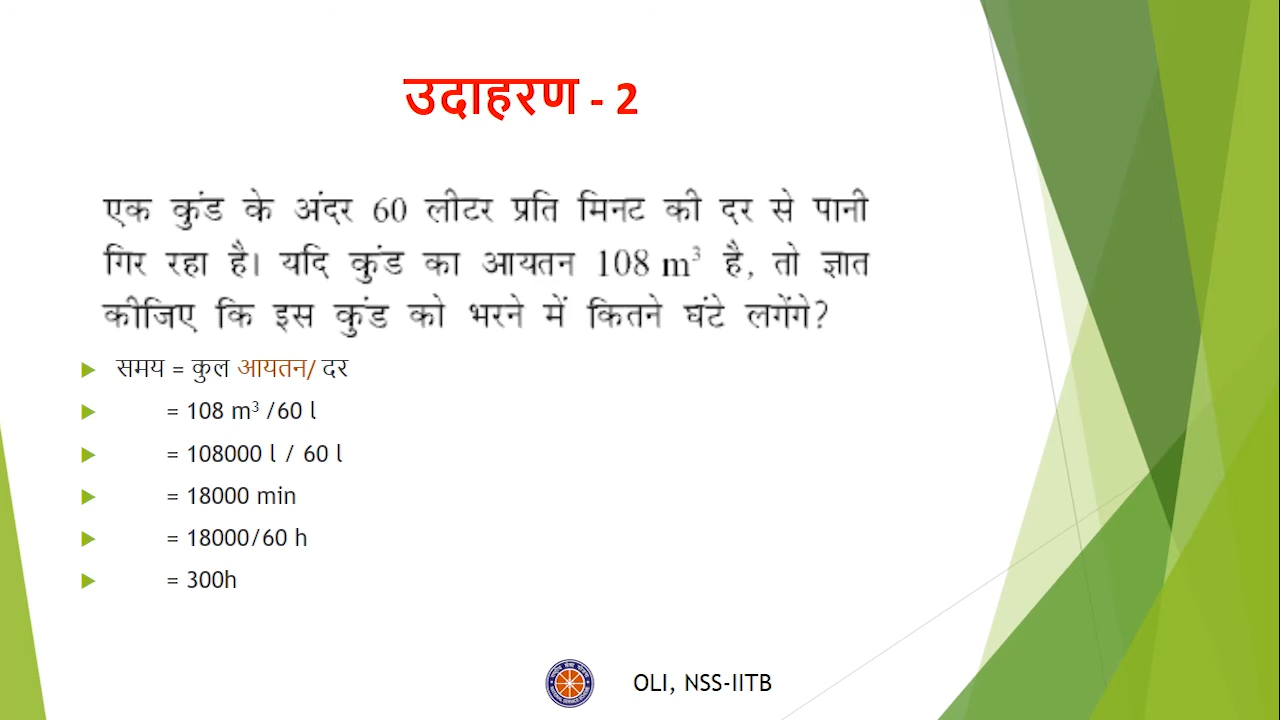 उदाहरण - 2
एक कुंड के अंदर 60 लीटर प्रति मिनट की दर से पानी
गिर रहा है। यदि कुंड का आयतन 108 m³ है, तो ज्ञात
कीजिए कि इस कुंड को भरने में कितने घंटे लगेंगे?
समय = कुल आयतन/ दर
= 108 m³ /60 l
= 108000 l / 60 l
= 18000 min
= 18000/60 h
= 300h
OLI, NSS-IITB